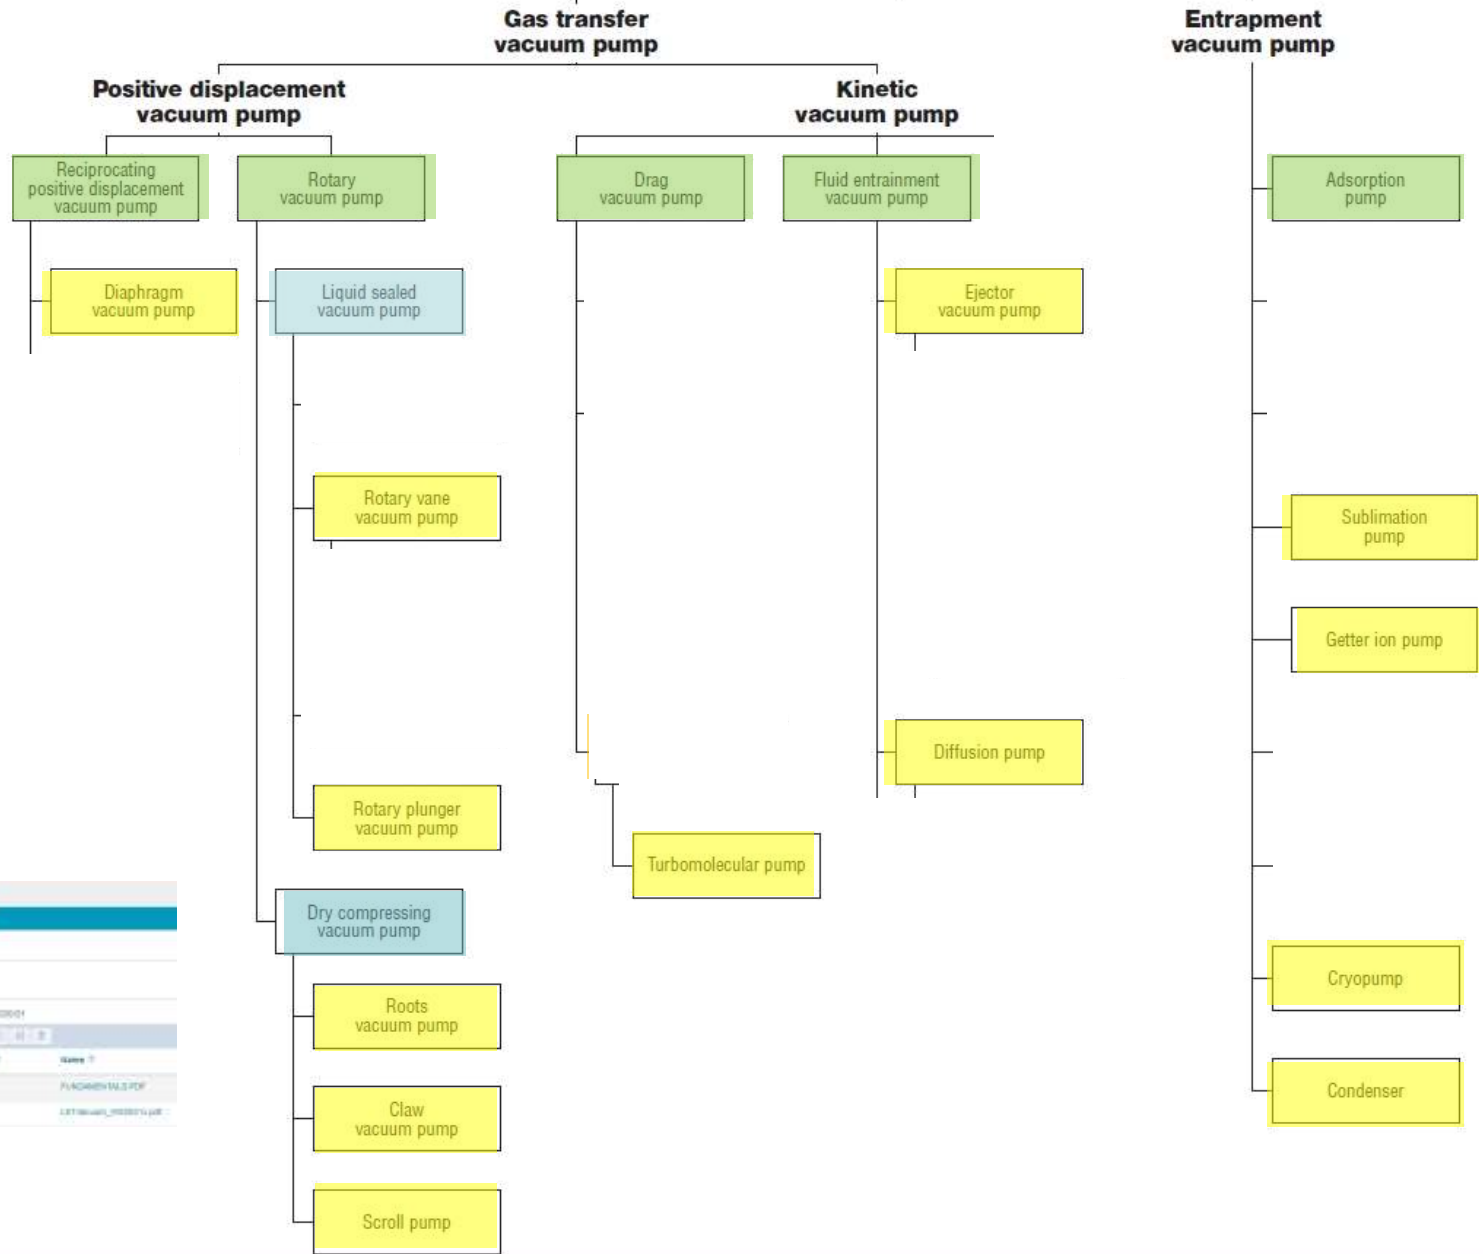 Gas transfer
vacuum pump
Entrapment
vacuum pump
Positive displacement
vacuum pump
Kinetic
vacuum pump
Reciprocating
positive displacement
vacuum pump
Rotary
vacuum pump
Drag
vacuum pump
Fluid entrainment
vacuum pump
Adsorption
pump
Diaphragm
vacuum pump
Liquid sealed
vacuum pump
Ejector
vacuum pump
Rotary vane
vacuum pump
Sublimation
pump
Getter ion pump
Diffusion pump
Rotary plunger
vacuum pump
Turbomolecular pump
Dry compressing
vacuum pump
Cryopump
Roots
vacuum pump
Name
FUNDAMENTALS.PDF
Claw
vacuum pump
Condenser
Scroll pump